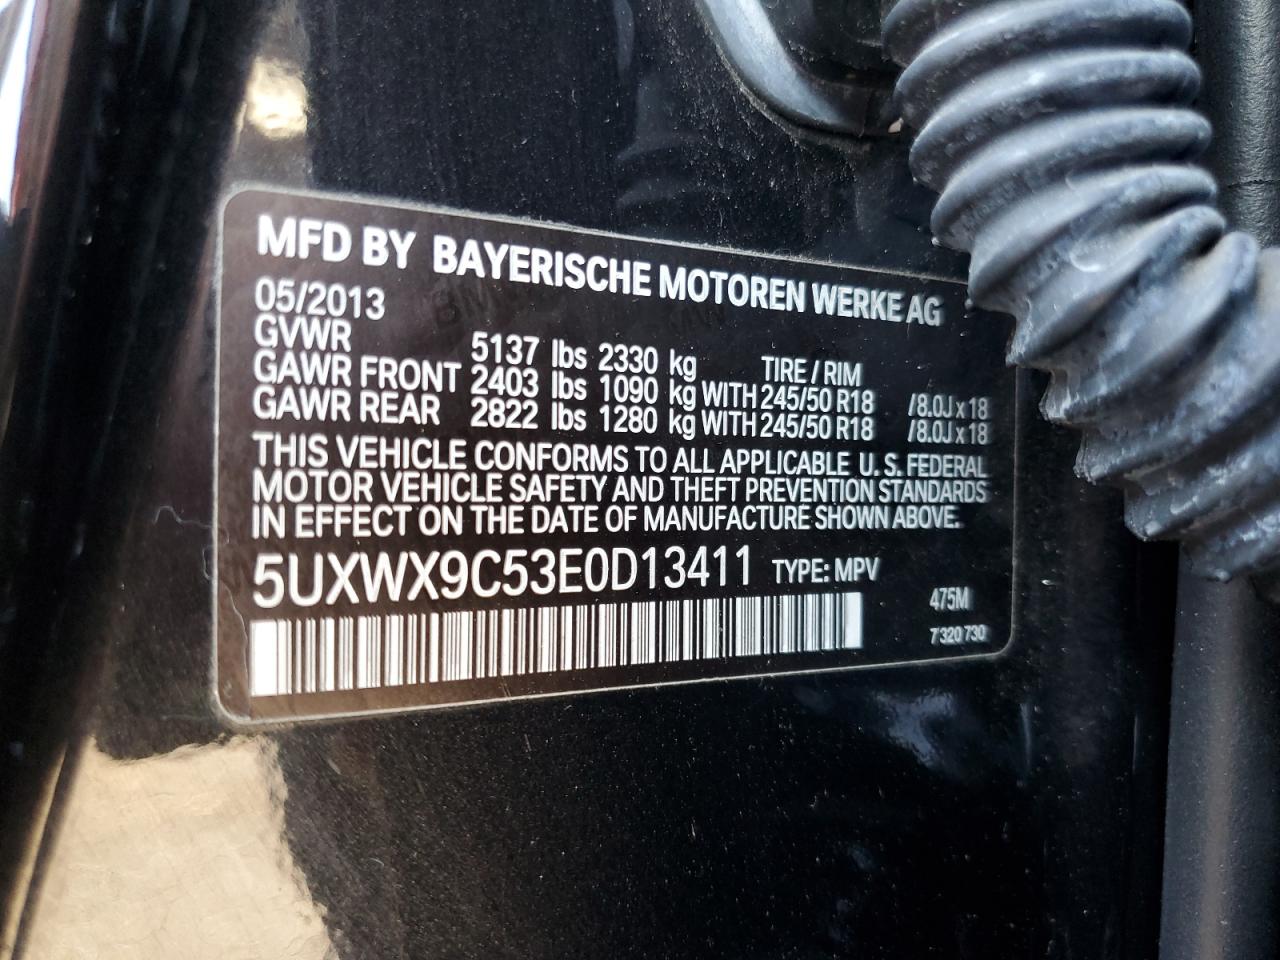 MFD BY BAYERISCHE MOTOREN WERKE AG
05/2013
GVWR 5137 lbs 2330 kg TIRE / RIM
GAWR FRONT 2403 lbs 1090 kg WITH 245/50 R18 /8.0J x 18
GAWR REAR 2822 lbs 1280 kg WITH 245/50 R18 /8.0J x 18
THIS VEHICLE CONFORMS TO ALL APPLICABLE U.S. FEDERAL
MOTOR VEHICLE SAFETY AND THEFT PREVENTION STANDARDS
IN EFFECT ON THE DATE OF MANUFACTURE SHOWN ABOVE.
5UXWX9C53E0D13411 TYPE: MPV
475M
7 320 730